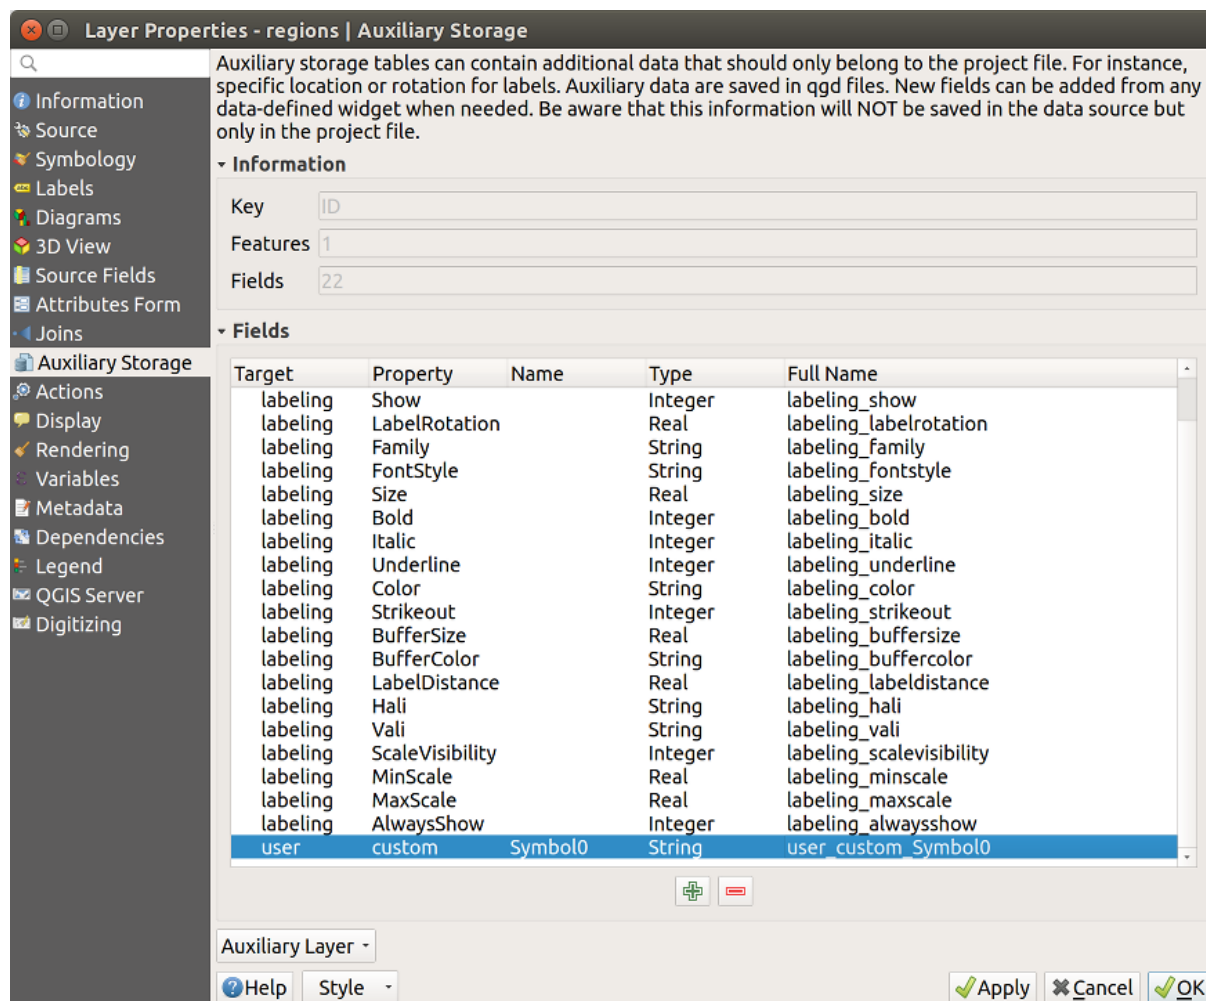 Layer Properties - regions | Auxiliary Storage
Information
Source
Symbology
Labels
Diagrams
3D View
Source Fields
Attributes Form
Joins
Auxiliary Storage
Actions
Display
Rendering
Variables
Metadata
Dependencies
Legend
QGIS Server
Digitizing
Auxiliary storage tables can contain additional data that should only belong to the project file. For instance,
specific location or rotation for labels. Auxiliary data are saved in qgd files. New fields can be added from any
data-defined widget when needed. Be aware that this information will NOT be saved in the data source but
only in the project file.
Information
Key ID
Features 1
Fields 22
Fields
Target Property Name Type Full Name
labeling Show Integer labeling_show
labeling LabelRotation Real labeling_labelrotation
labeling Family String labeling_family
labeling FontStyle String labeling_fontstyle
labeling Size Real labeling_size
labeling Bold Integer labeling_bold
labeling Italic Integer labeling_italic
labeling Underline Integer labeling_underline
labeling Color String labeling_color
labeling Strikeout Integer labeling_strikeout
labeling BufferSize Real labeling_buffersize
labeling BufferColor String labeling_buffercolor
labeling LabelDistance Real labeling_labeldistance
labeling Hali String labeling_hali
labeling Vali String labeling_vali
labeling ScaleVisibility Integer labeling_scalevisibility
labeling MinScale Real labeling_minscale
labeling MaxScale Real labeling_maxscale
labeling AlwaysShow Integer labeling_alwaysshow
user custom Symbol0 String user_custom_Symbol0
Auxiliary Layer
Help Style Apply Cancel OK